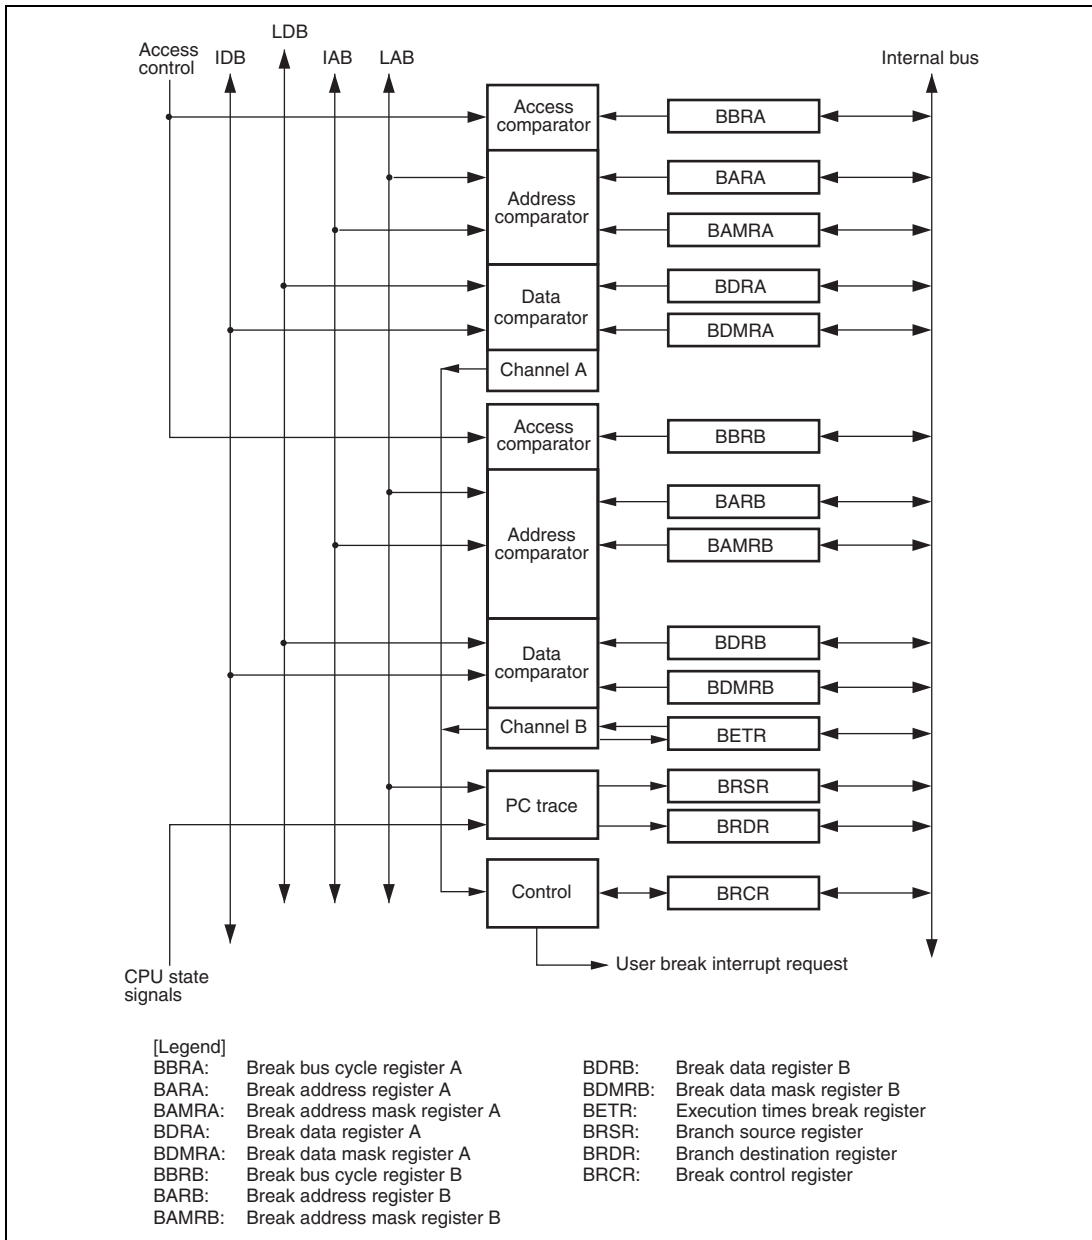 Access
control
IDB
LDB
IAB
LAB
Internal bus
Access
comparator
BBRA
Address
comparator
BARA
BAMRA
Data
comparator
BDRA
BDMRA
Channel A
Access
comparator
BBRB
Address
comparator
BARB
BAMRB
Data
comparator
BDRB
BDMRB
Channel B
BETR
PC trace
BRSR
BRDR
Control
BRCR
User break interrupt request
CPU state
signals
[Legend]
BBRA: Break bus cycle register A
BARA: Break address register A
BAMRA: Break address mask register A
BDRA: Break data register A
BDMRA: Break data mask register A
BBRB: Break bus cycle register B
BARB: Break address register B
BAMRB: Break address mask register B
BDRB: Break data register B
BDMRB: Break data mask register B
BETR: Execution times break register
BRSR: Branch source register
BRDR: Branch destination register
BRCR: Break control register